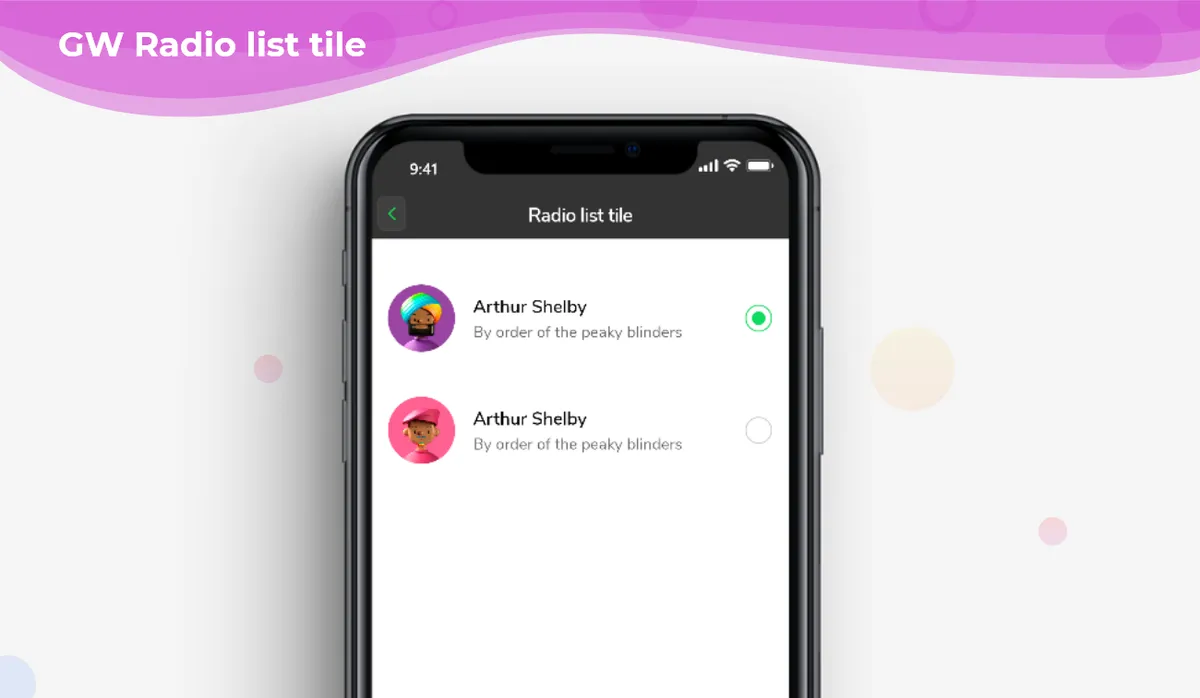 GW Radio list tile
9:41
Radio list tile
Arthur Shelby
By order of the peaky blinders
Arthur Shelby
By order of the peaky blinders